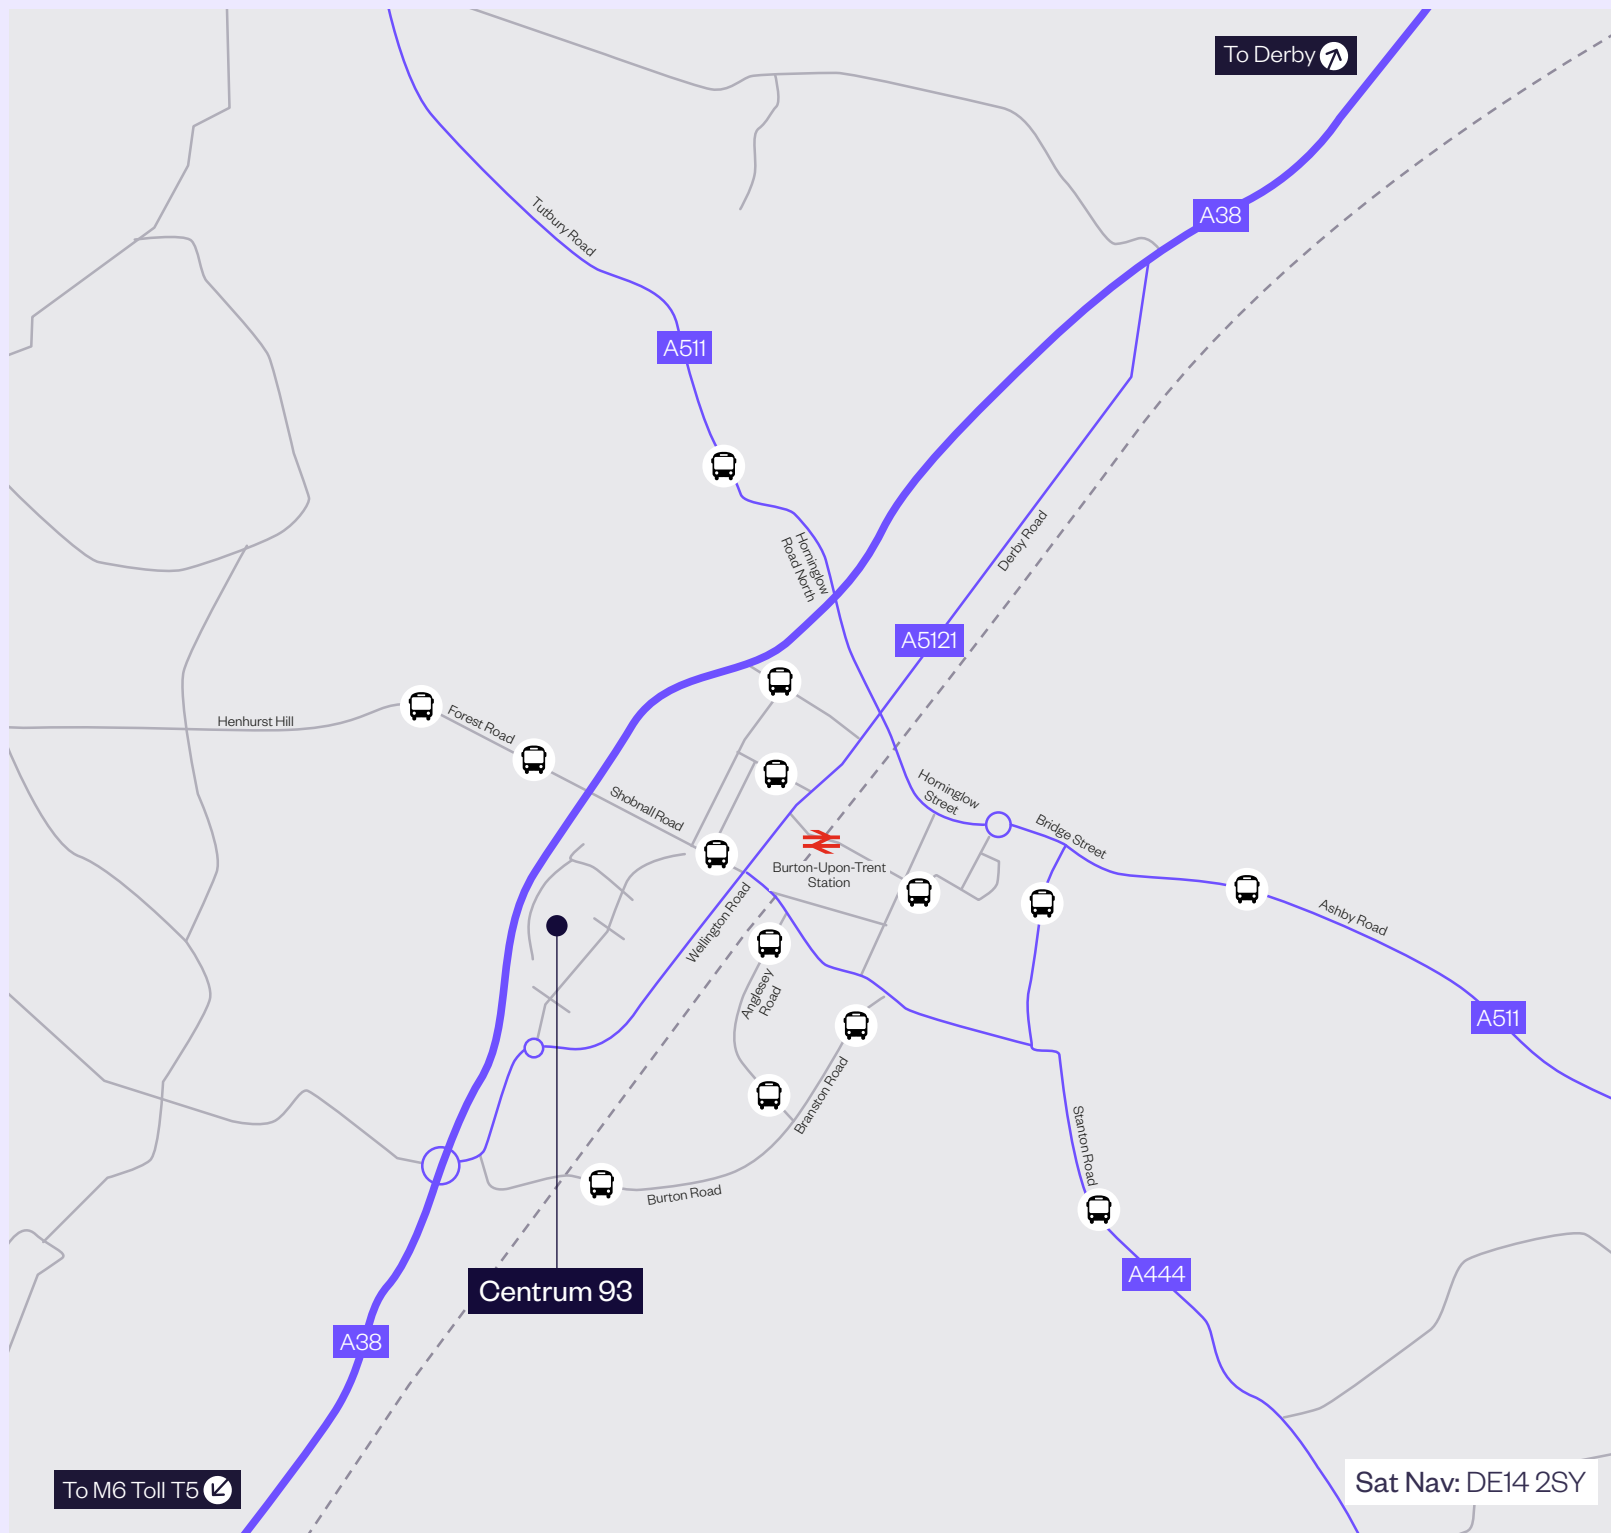 To Derby
A38
Tutbury Road
A511
Horninglow
Road North
Derby Road
A5121
Henhurst Hill
Forest Road
Shobnall Road
Horninglow
Street
Bridge Street
Burton-Upon-Trent
Station
Wellington Road
Ashby Road
Anglesey
Road
A511
Branston Road
Stanton Road
Burton Road
A444
Centrum 93
A38
To M6 Toll T5
Sat Nav: DE14 2SY